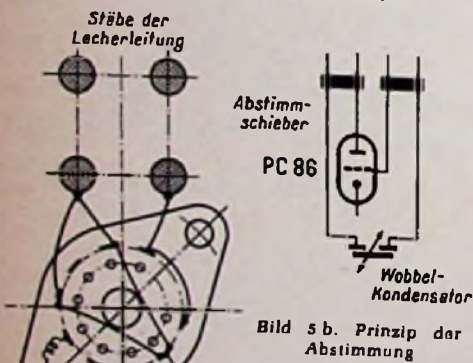 Stäbe der
Lecherleitung
Abstimm-
schieber
PC 86
Wobbel-
Kondensator
Bild 5 b. Prinzip der
Abstimmung